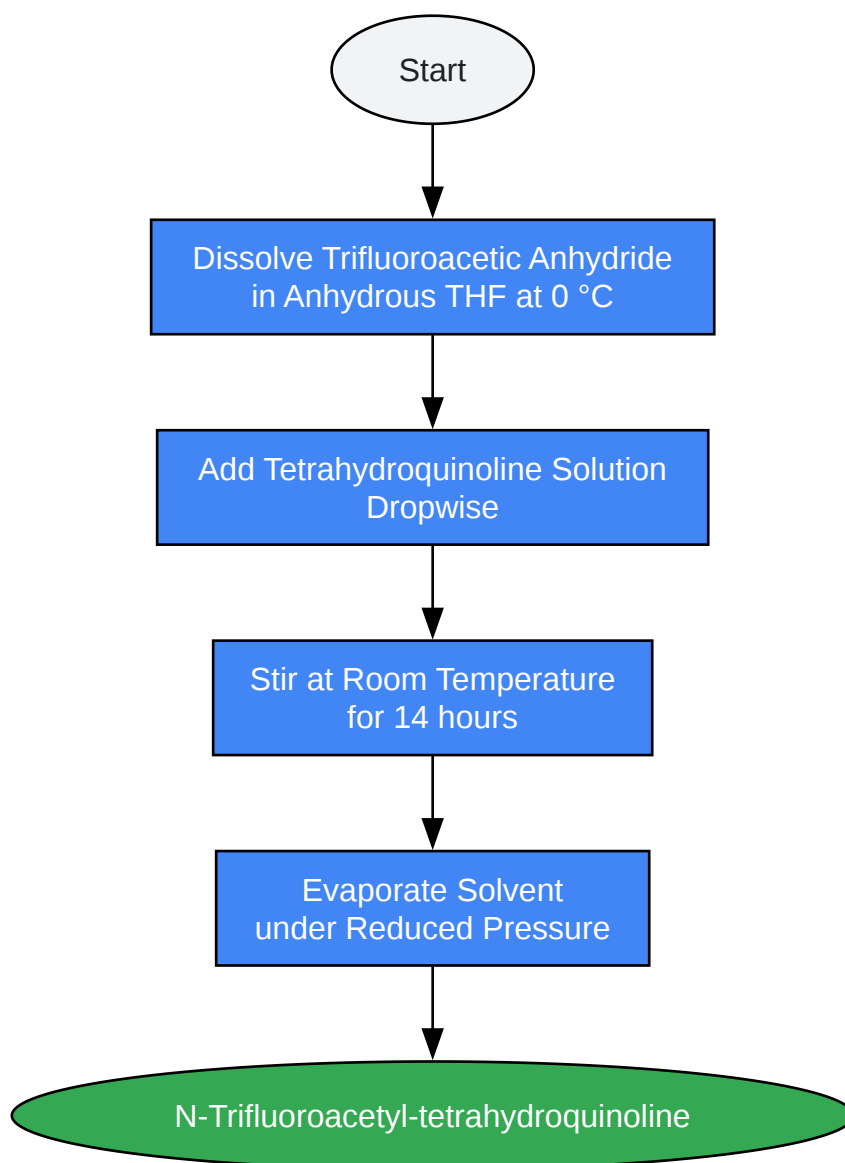 Start
Dissolve Trifluoroacetic Anhydride
in Anhydrous THF at 0 °C
Add Tetrahydroquinoline Solution
Dropwise
Stir at Room Temperature
for 14 hours
Evaporate Solvent
under Reduced Pressure
N-Trifluoroacetyl-tetrahydroquinoline